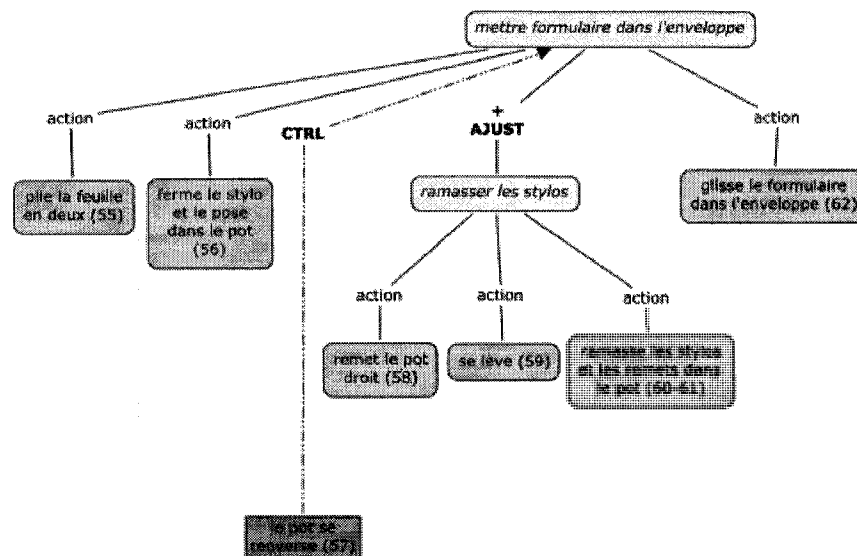 mettre formulaire dans l'enveloppe
action
action
CTRL
+
AJUST
action
plie la feuille
en deux (55)
ferme le stylo
et le pose
dans le pot
(56)
ramasser les stylos
glisse le formulaire
dans l'enveloppe (62)
action
action
action
remet le pot
droit (58)
se lève (59)
ramasse les stylos
et les remets dans
le pot (60-61)
le pot se
renverse (57)